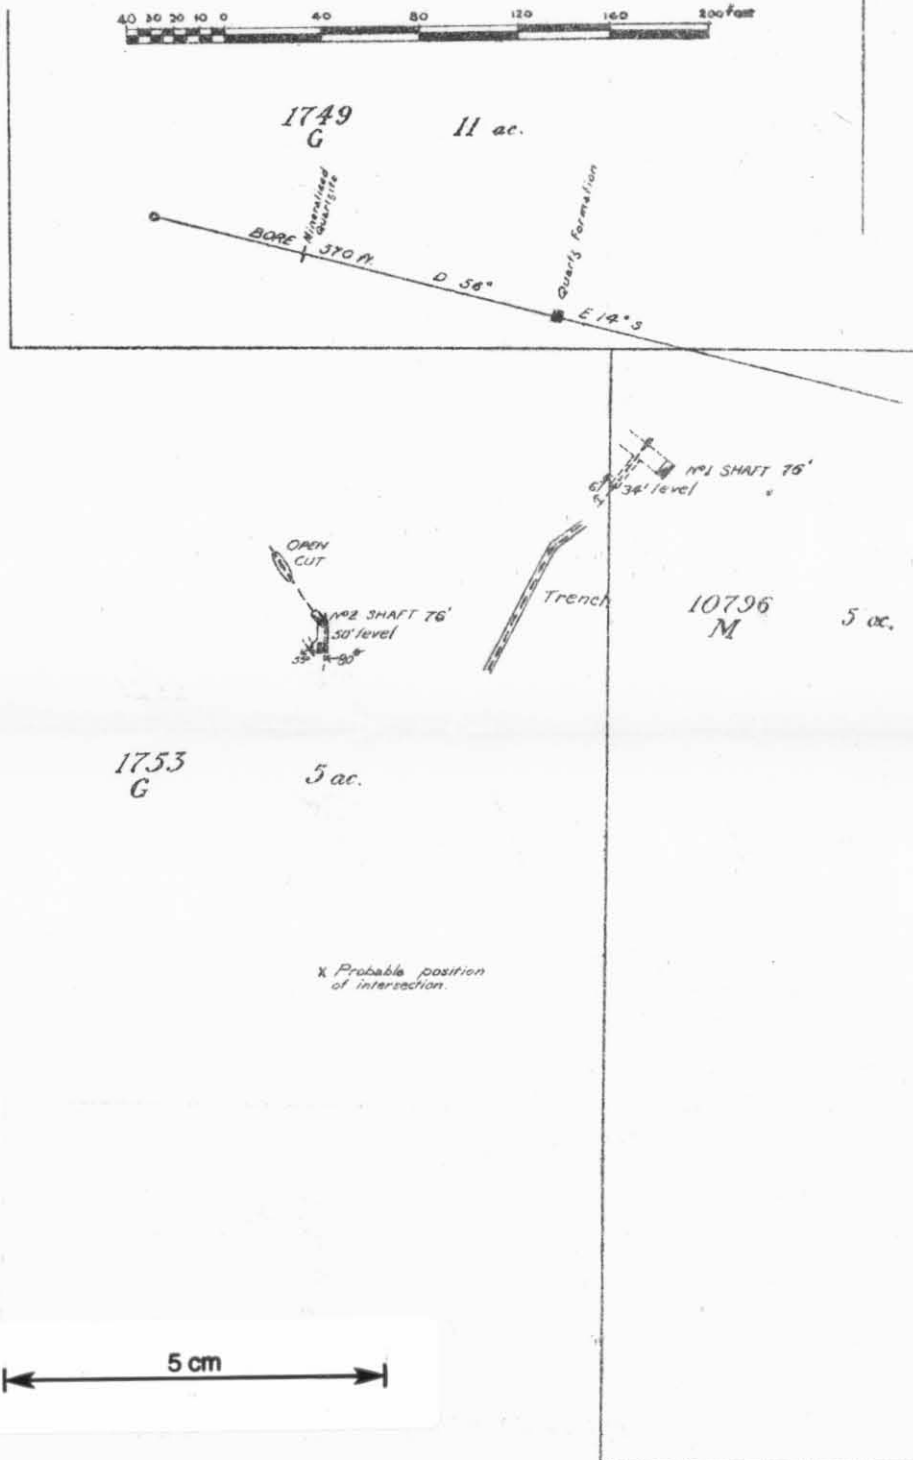 40 30 20 10 0 40 80 120 160 200 Feet
1749
G
11 ac.
Mineralised
Quartzite
Quartz Formation
BORE 570 ft. D 56° E 14° S
No1 SHAFT 76'
34' level
OPEN
CUT
Trench
No2 SHAFT 76'
50' level
10796
M
5 ac.
1753
G
5 ac.
x Probable position
of intersection.
5 cm